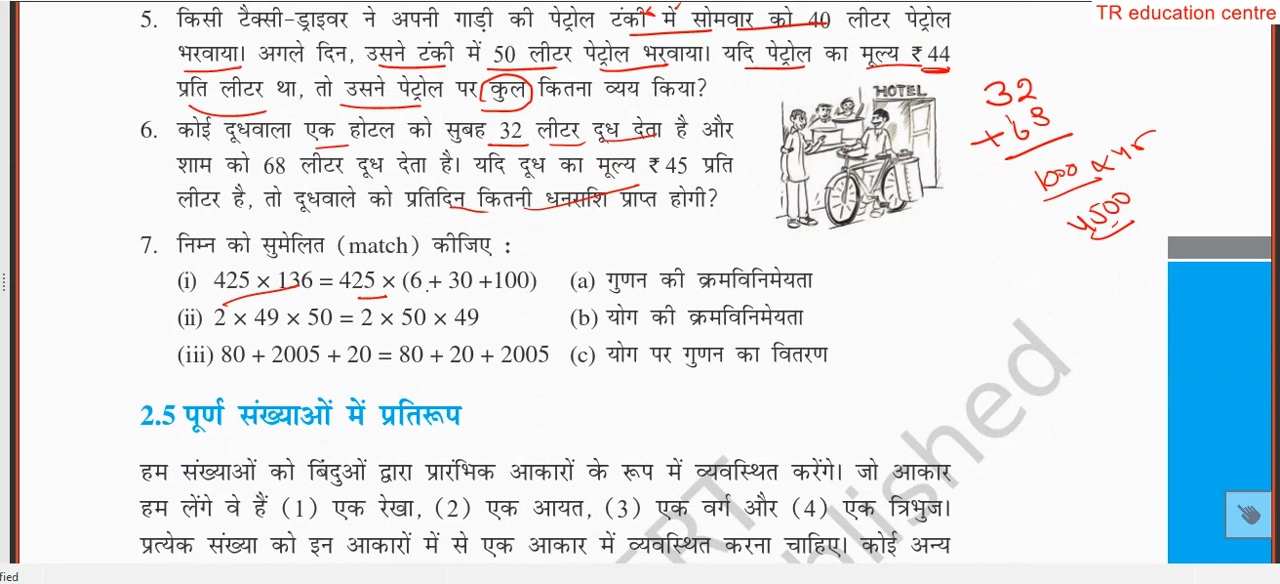 TR education centre
5. किसी टैक्सी-ड्राइवर ने अपनी गाड़ी की पेट्रोल टंकी में सोमवार को 40 लीटर पेट्रोल
भरवाया। अगले दिन, उसने टंकी में 50 लीटर पेट्रोल भरवाया। यदि पेट्रोल का मूल्य ₹ 44
प्रति लीटर था, तो उसने पेट्रोल पर कुल कितना व्यय किया?
HOTEL
6. कोई दूधवाला एक होटल को सुबह 32 लीटर दूध देता है और
शाम को 68 लीटर दूध देता है। यदि दूध का मूल्य ₹ 45 प्रति
लीटर है, तो दूधवाले को प्रतिदिन कितनी धनराशि प्राप्त होगी?
32
+68
1000 × 45
4500
7. निम्न को सुमेलित (match) कीजिए :
(i) 425 × 136 = 425 × (6 + 30 +100) (a) गुणन की क्रमविनिमेयता
(ii) 2 × 49 × 50 = 2 × 50 × 49 (b) योग की क्रमविनिमेयता
(iii) 80 + 2005 + 20 = 80 + 20 + 2005 (c) योग पर गुणन का वितरण
2.5 पूर्ण संख्याओं में प्रतिरूप
हम संख्याओं को बिंदुओं द्वारा प्रारंभिक आकारों के रूप में व्यवस्थित करेंगे। जो आकार
हम लेंगे वे हैं (1) एक रेखा, (2) एक आयत, (3) एक वर्ग और (4) एक त्रिभुज।
प्रत्येक संख्या को इन आकारों में से एक आकार में व्यवस्थित करना चाहिए। कोई अन्य